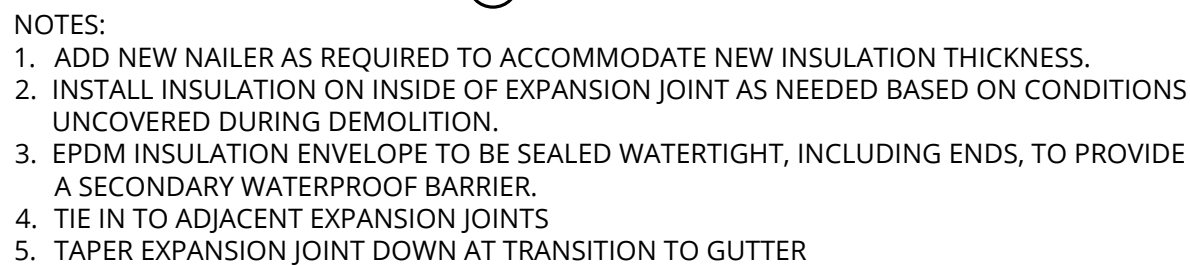 NOTES:
1. ADD NEW NAILER AS REQUIRED TO ACCOMMODATE NEW INSULATION THICKNESS.
2. INSTALL INSULATION ON INSIDE OF EXPANSION JOINT AS NEEDED BASED ON CONDITIONS
UNCOVERED DURING DEMOLITION.
3. EPDM INSULATION ENVELOPE TO BE SEALED WATERTIGHT, INCLUDING ENDS, TO PROVIDE
A SECONDARY WATERPROOF BARRIER.
4. TIE IN TO ADJACENT EXPANSION JOINTS
5. TAPER EXPANSION JOINT DOWN AT TRANSITION TO GUTTER